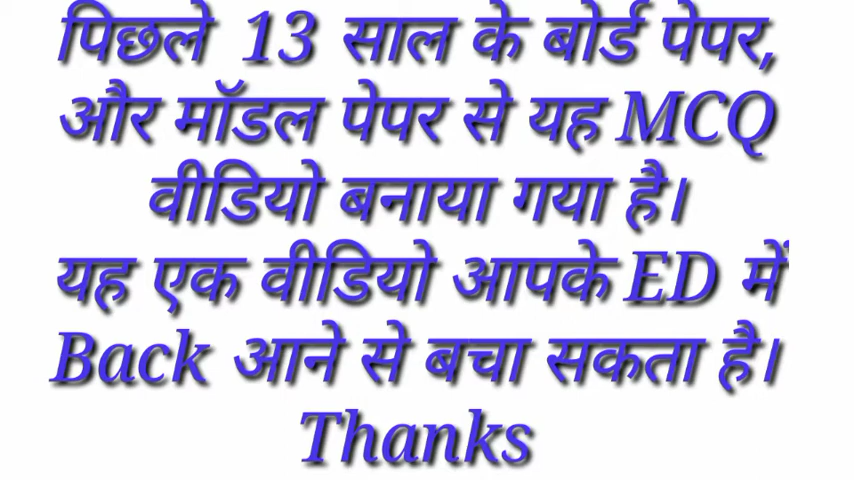 पिछले 13 साल के बोर्ड पेपर,
और मॉडल पेपर से यह MCQ
वीडियो बनाया गया है।
यह एक वीडियो आपके ED में
Back आने से बचा सकता है।
Thanks